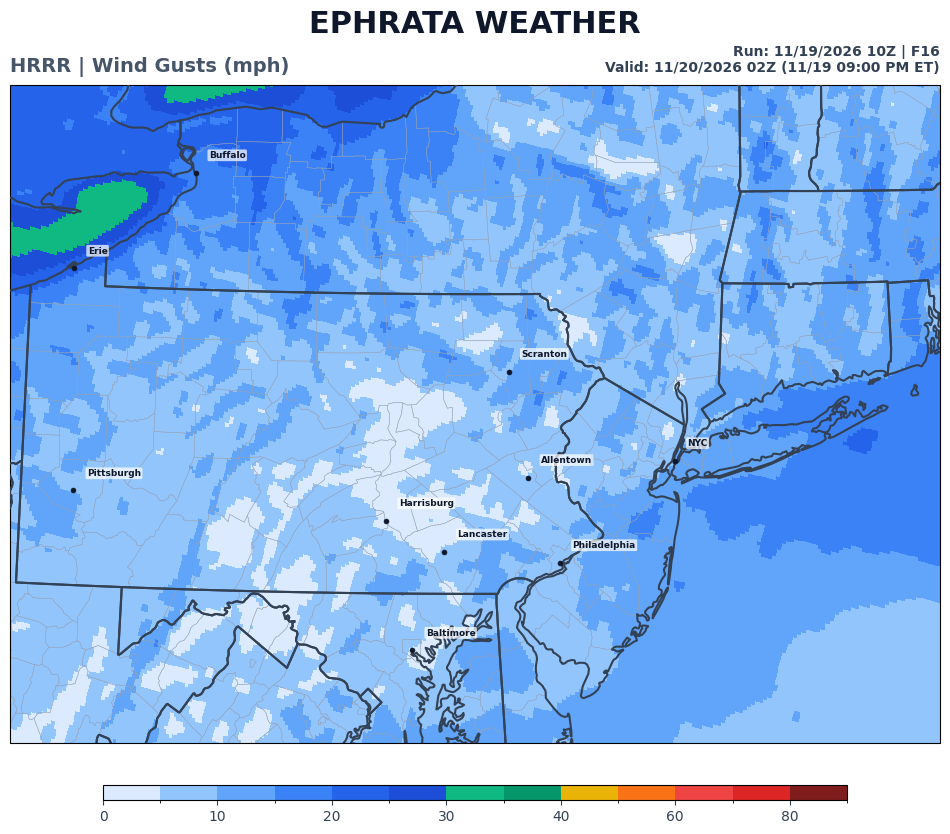 EPHRATA WEATHER
HRRR | Wind Gusts (mph)
Run: 11/19/2026 10Z | F16
Valid: 11/20/2026 02Z (11/19 09:00 PM ET)
Buffalo
Erie
Scranton
NYC
Allentown
Pittsburgh
Harrisburg
Lancaster
Philadelphia
Baltimore
0 10 20 30 40 50 60 70 80